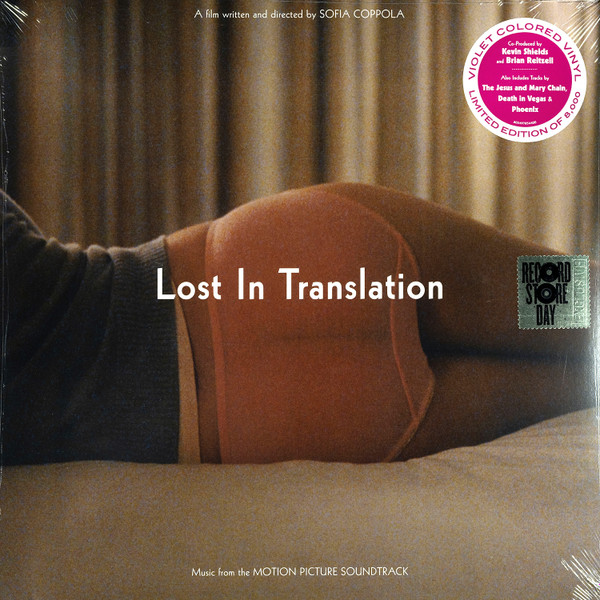 A film written and directed by SOFIA COPPOLA
VIOLET COLORED VINYL
Co-Produced by
Kevin Shields
and Brian Reitzell
Also Includes Tracks by
The Jesus and Mary Chain,
Death in Vegas &
Phoenix
LIMITED EDITION OF 8,000
Lost In Translation
RECORD
STORE
DAY
Music from the MOTION PICTURE SOUNDTRACK